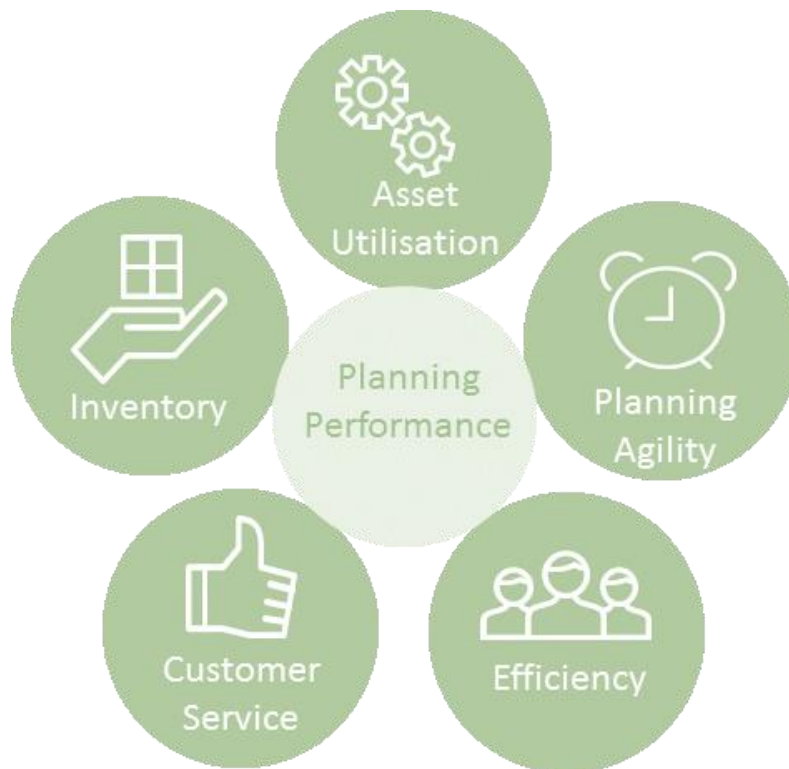 Asset
Utilisation
Inventory
Planning
Performance
Planning
Agility
Customer
Service
Efficiency